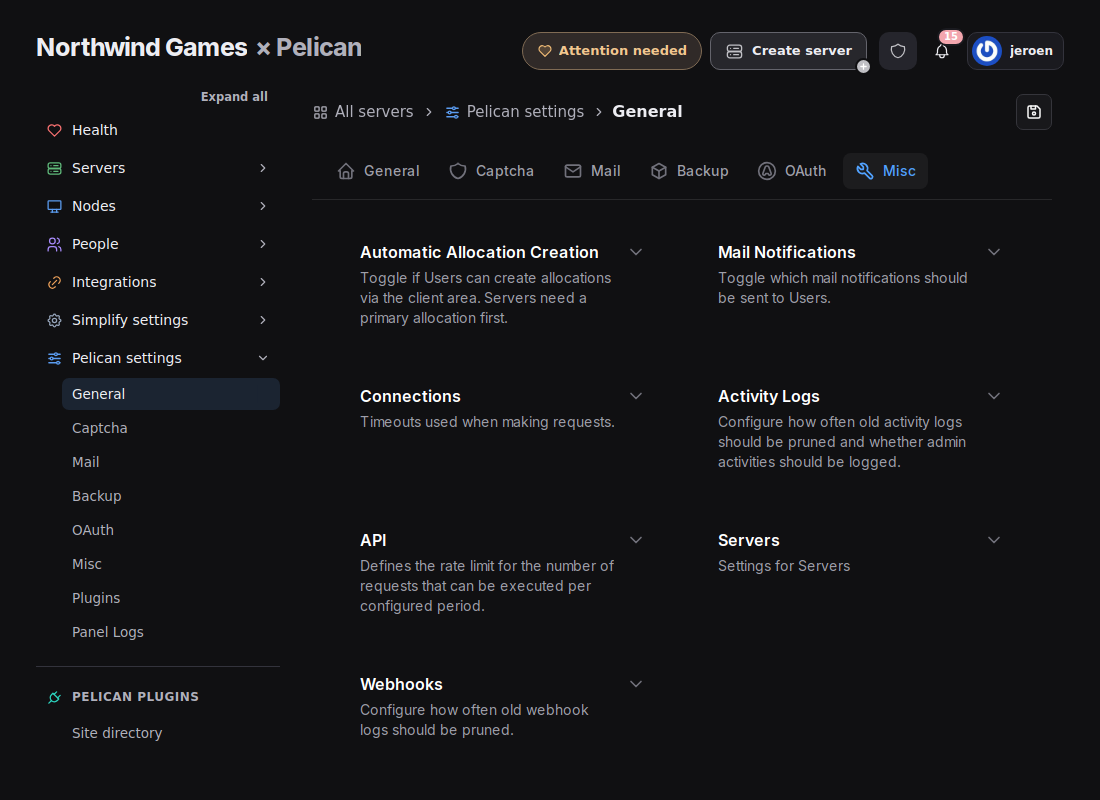 Northwind Games × Pelican
Attention needed
Create server
15
jeroen
Expand all
Health
Servers
Nodes
People
Integrations
Simplify settings
Pelican settings
General
Captcha
Mail
Backup
OAuth
Misc
Plugins
Panel Logs
PELICAN PLUGINS
Site directory
All servers > Pelican settings > General
General Captcha Mail Backup OAuth Misc
Automatic Allocation Creation
Toggle if Users can create allocations
via the client area. Servers need a
primary allocation first.
Mail Notifications
Toggle which mail notifications should
be sent to Users.
Connections
Timeouts used when making requests.
Activity Logs
Configure how often old activity logs
should be pruned and whether admin
activities should be logged.
API
Defines the rate limit for the number of
requests that can be executed per
configured period.
Servers
Settings for Servers
Webhooks
Configure how often old webhook
logs should be pruned.